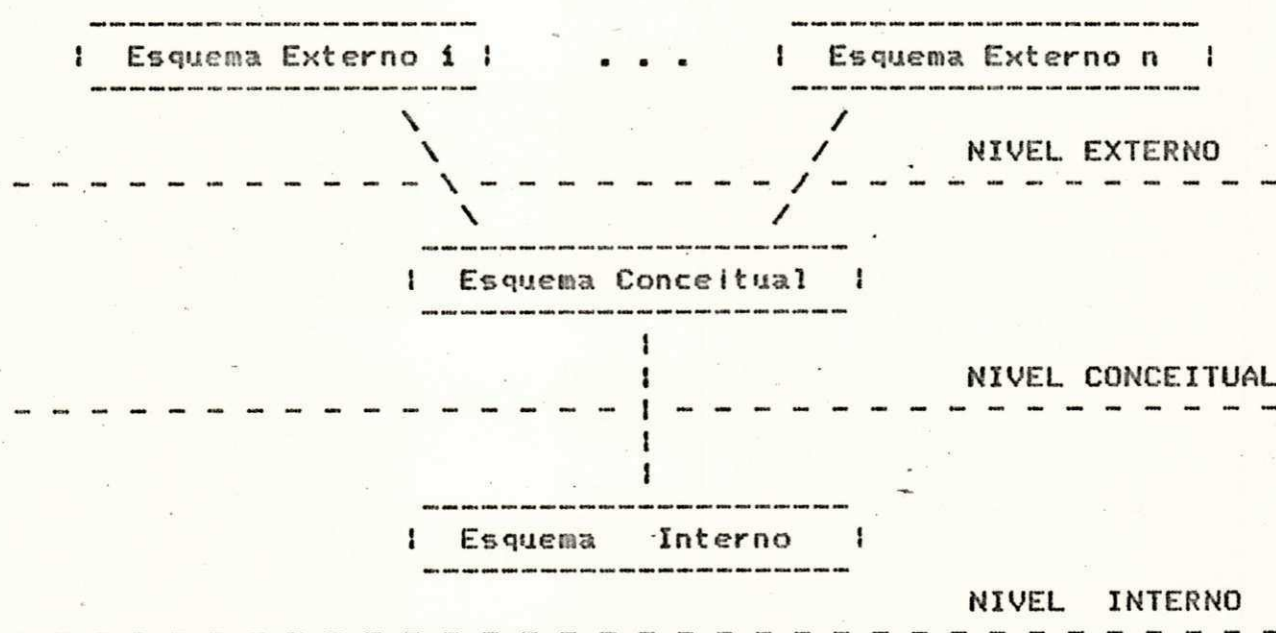 Esquema Externo 1 . . . Esquema Externo n
NIVEL EXTERNO
Esquema Conceitual
NIVEL CONCEITUAL
Esquema Interno
NIVEL INTERNO